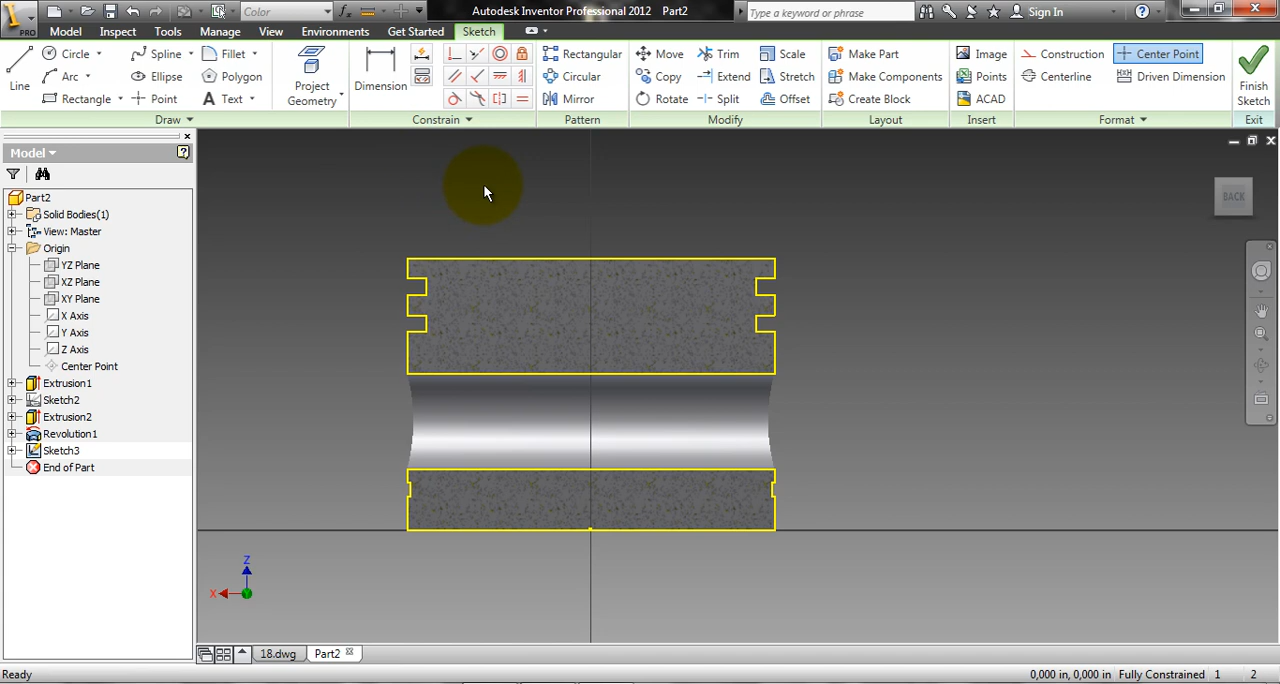 Color
Autodesk Inventor Professional 2012 Part2
Type a keyword or phrase
Sign In
PRO
Model Inspect Tools Manage View Environments Get Started Sketch
Line
Circle
Arc
Rectangle
Spline
Ellipse
Point
Fillet
Polygon
Text
Project Geometry
Dimension
Rectangular
Circular
Mirror
Move
Copy
Rotate
Trim
Extend
Split
Scale
Stretch
Offset
Make Part
Make Components
Create Block
Image
Points
ACAD
Construction
Centerline
Center Point
Driven Dimension
Finish
Sketch
Draw Constrain Pattern Modify Layout Insert Format Exit
Model
Part2
Solid Bodies(1)
View: Master
Origin
YZ Plane
XZ Plane
XY Plane
X Axis
Y Axis
Z Axis
Center Point
Extrusion1
Sketch2
Extrusion2
Revolution1
Sketch3
End of Part
BACK
Z
X
18.dwg Part2
Ready
0,000 in, 0,000 in Fully Constrained 1 2